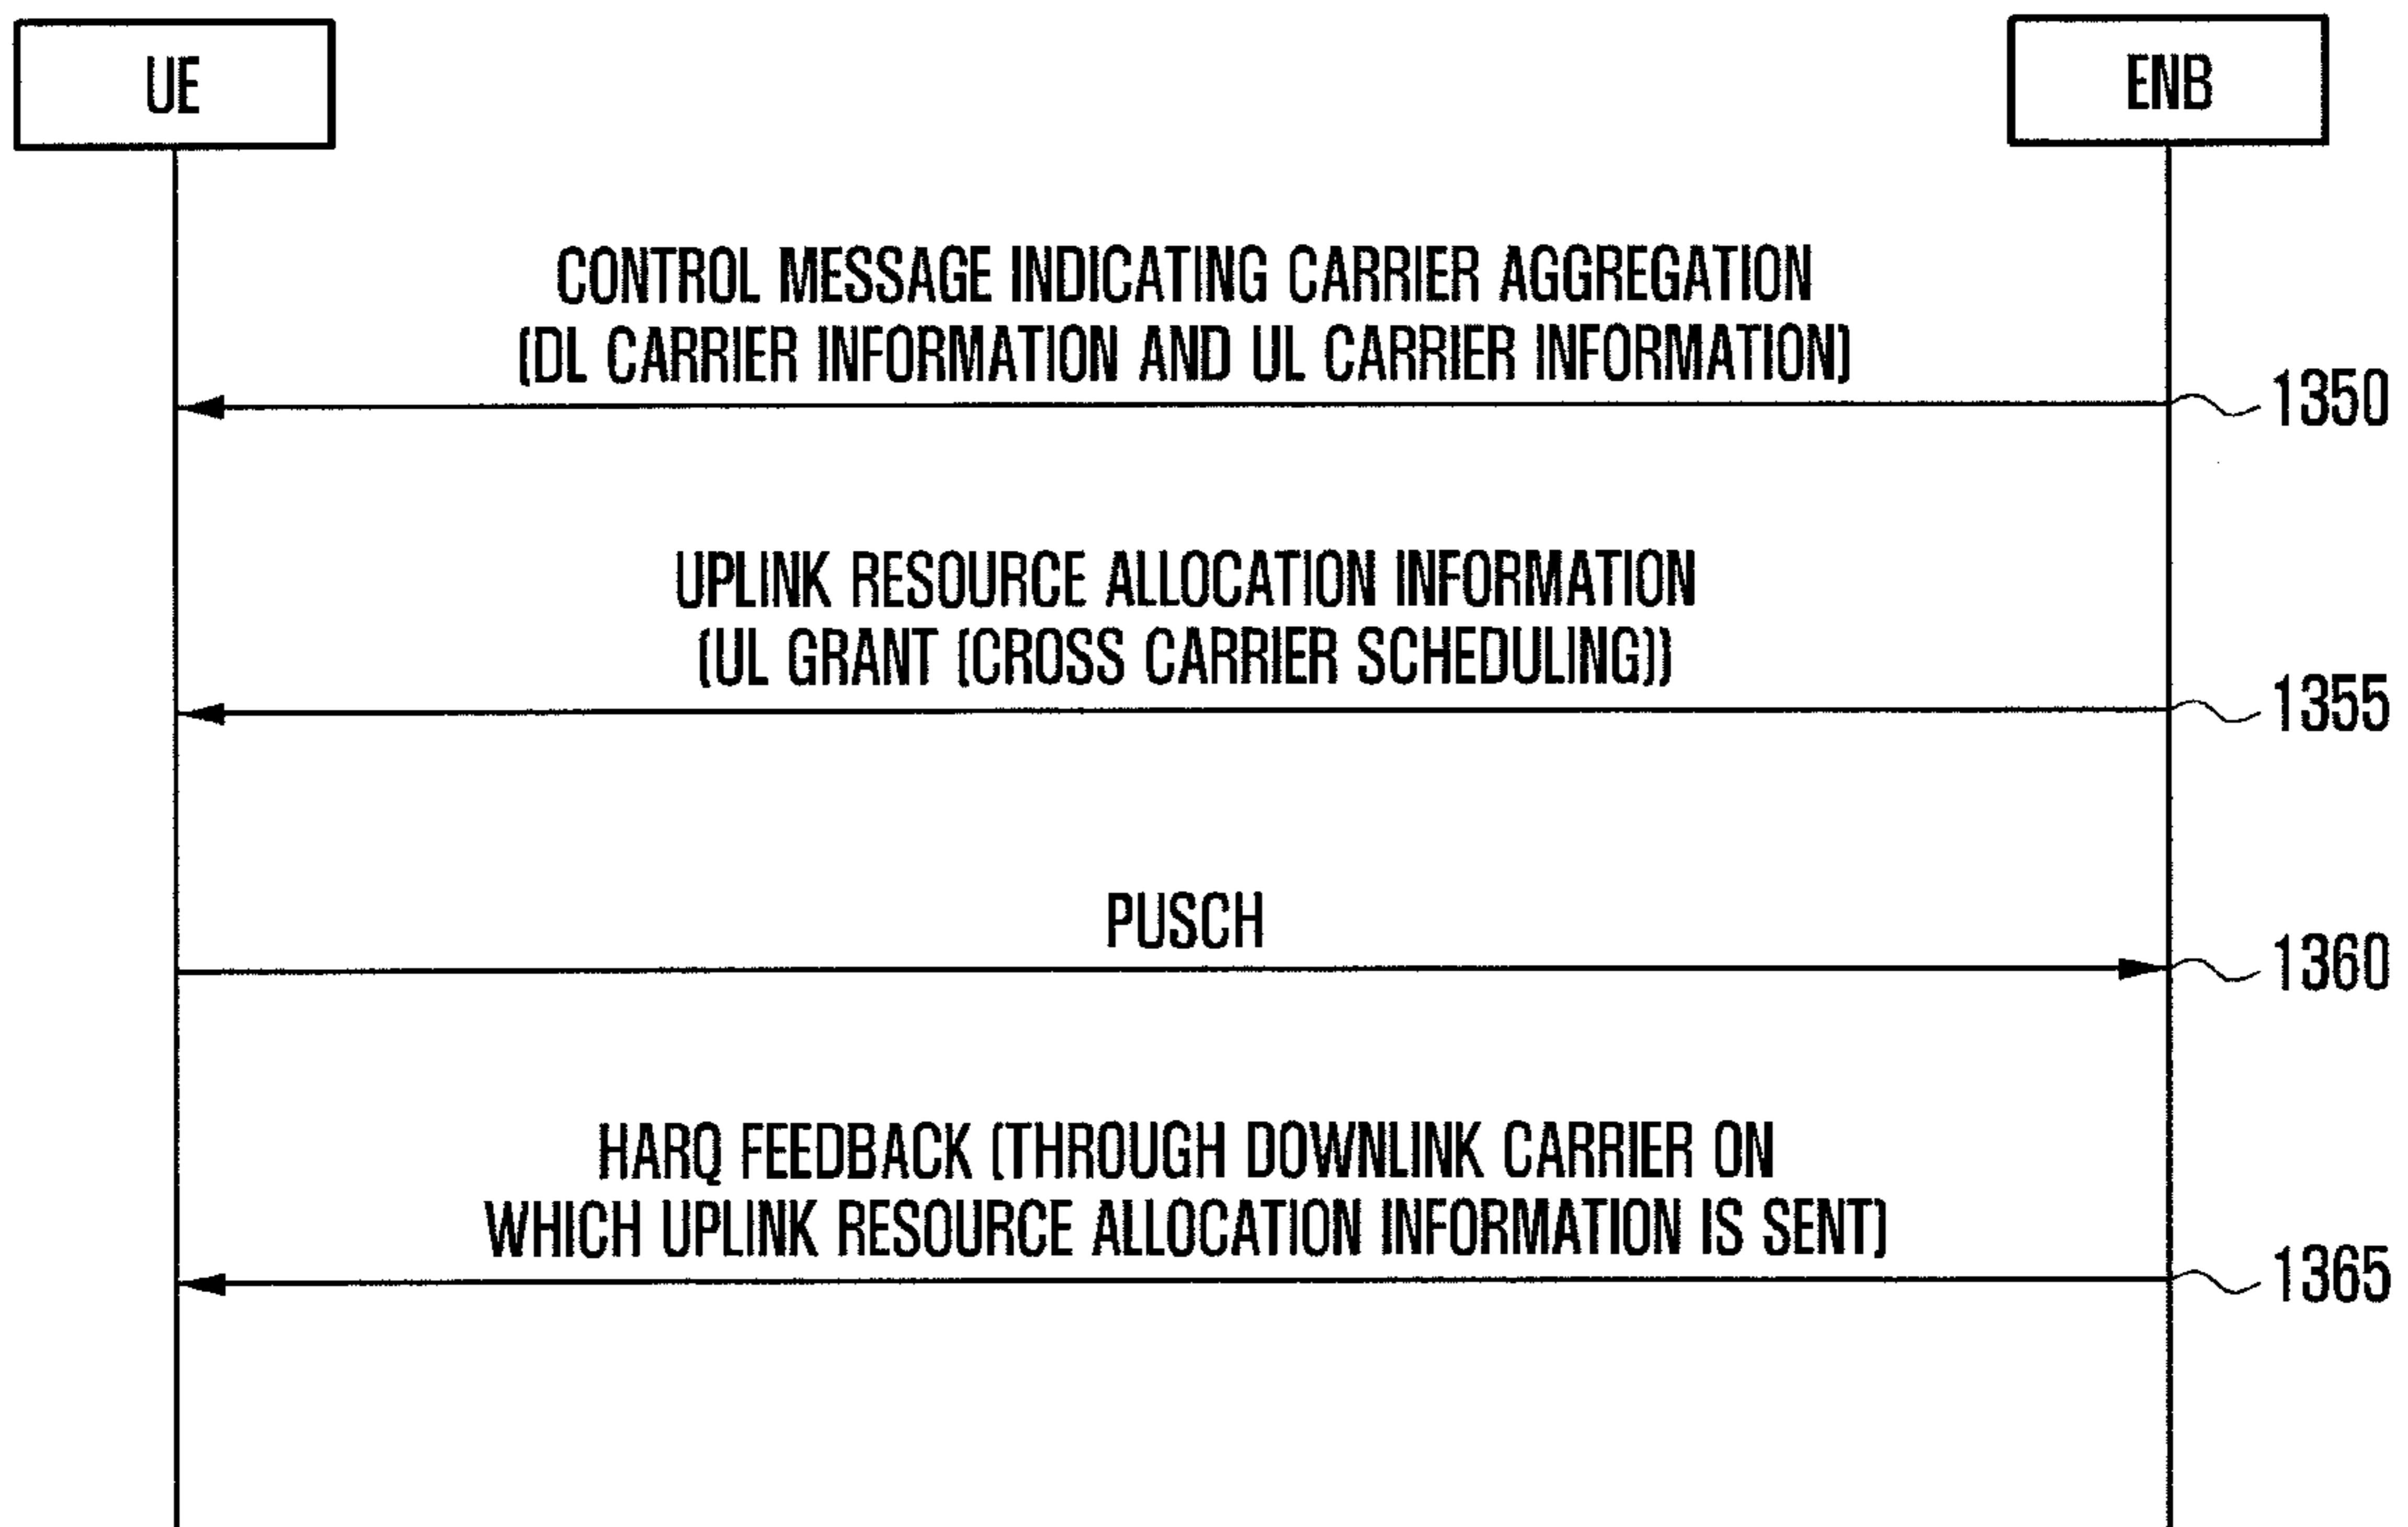 UE
ENB
CONTROL MESSAGE INDICATING CARRIER AGGREGATION
(DL CARRIER INFORMATION AND UL CARRIER INFORMATION)
1350
UPLINK RESOURCE ALLOCATION INFORMATION
(UL GRANT (CROSS CARRIER SCHEDULING))
1355
PUSCH
1360
HARQ FEEDBACK (THROUGH DOWNLINK CARRIER ON
WHICH UPLINK RESOURCE ALLOCATION INFORMATION IS SENT)
1365